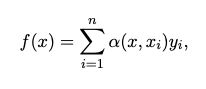 f(x) = \sum_{i=1}^{n} \alpha(x, x_i) y_i,